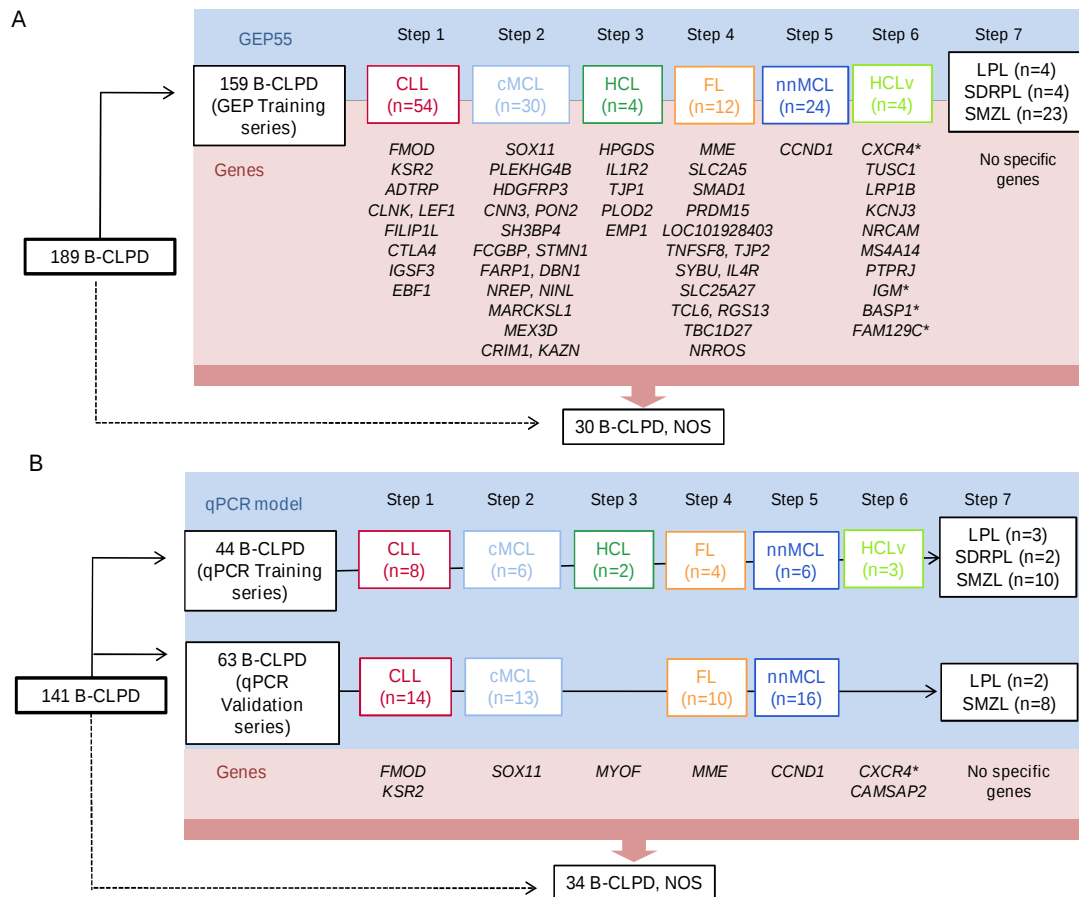 A
GEP55
Step 1
Step 2
Step 3
Step 4
Step 5
Step 6
Step 7
159 B-CLPD
(GEP Training
series)
CLL
(n=54)
cMCL
(n=30)
HCL
(n=4)
FL
(n=12)
nnMCL
(n=24)
HCLv
(n=4)
LPL (n=4)
SDRPL (n=4)
SMZL (n=23)
Genes
FMOD
KSR2
ADTRP
CLNK, LEF1
FILIP1L
CTLA4
IGSF3
EBF1
SOX11
PLEKHG4B
HDGFRP3
CNN3, PON2
SH3BP4
FCGBP, STMN1
FARP1, DBN1
NREP, NINL
MARCKSL1
MEX3D
CRIM1, KAZN
HPGDS
IL1R2
TJP1
PLOD2
EMP1
MME
SLC2A5
SMAD1
PRDM15
LOC101928403
TNFSF8, TJP2
SYBU, IL4R
SLC25A27
TCL6, RGS13
TBC1D27
NRROS
CCND1
CXCR4*
TUSC1
LRP1B
KCNJ3
NRCAM
MS4A14
PTPRJ
IGM*
BASP1*
FAM129C*
No specific
genes
189 B-CLPD
30 B-CLPD, NOS
B
qPCR model
Step 1
Step 2
Step 3
Step 4
Step 5
Step 6
Step 7
44 B-CLPD
(qPCR Training
series)
CLL
(n=8)
cMCL
(n=6)
HCL
(n=2)
FL
(n=4)
nnMCL
(n=6)
HCLv
(n=3)
LPL (n=3)
SDRPL (n=2)
SMZL (n=10)
63 B-CLPD
(qPCR
Validation
series)
CLL
(n=14)
cMCL
(n=13)
FL
(n=10)
nnMCL
(n=16)
LPL (n=2)
SMZL (n=8)
141 B-CLPD
Genes
FMOD
KSR2
SOX11
MYOF
MME
CCND1
CXCR4*
CAMSAP2
No specific
genes
34 B-CLPD, NOS